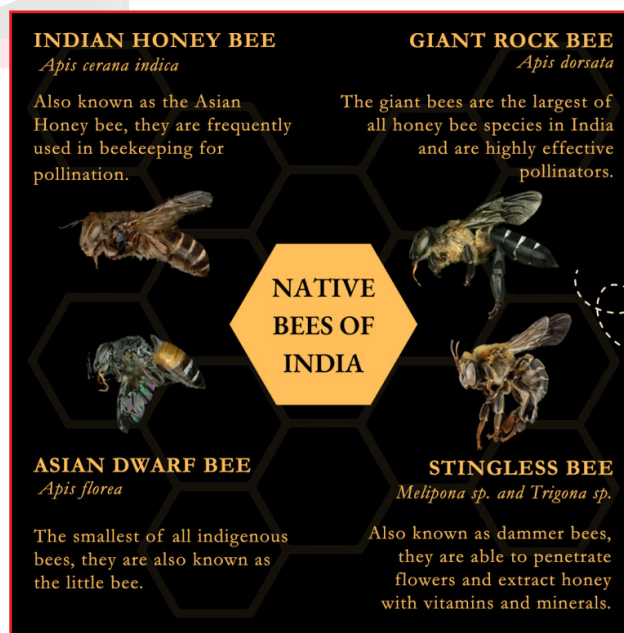 INDIAN HONEY BEE
Apis cerana indica
Also known as the Asian
Honey bee, they are frequently
used in beekeeping for
pollination.
GIANT ROCK BEE
Apis dorsata
The giant bees are the largest of
all honey bee species in India
and are highly effective
pollinators.
NATIVE
BEES OF
INDIA
ASIAN DWARF BEE
Apis florea
The smallest of all indigenous
bees, they are also known as
the little bee.
STINGLESS BEE
Melipona sp. and Trigona sp.
Also known as dammer bees,
they are able to penetrate
flowers and extract honey
with vitamins and minerals.